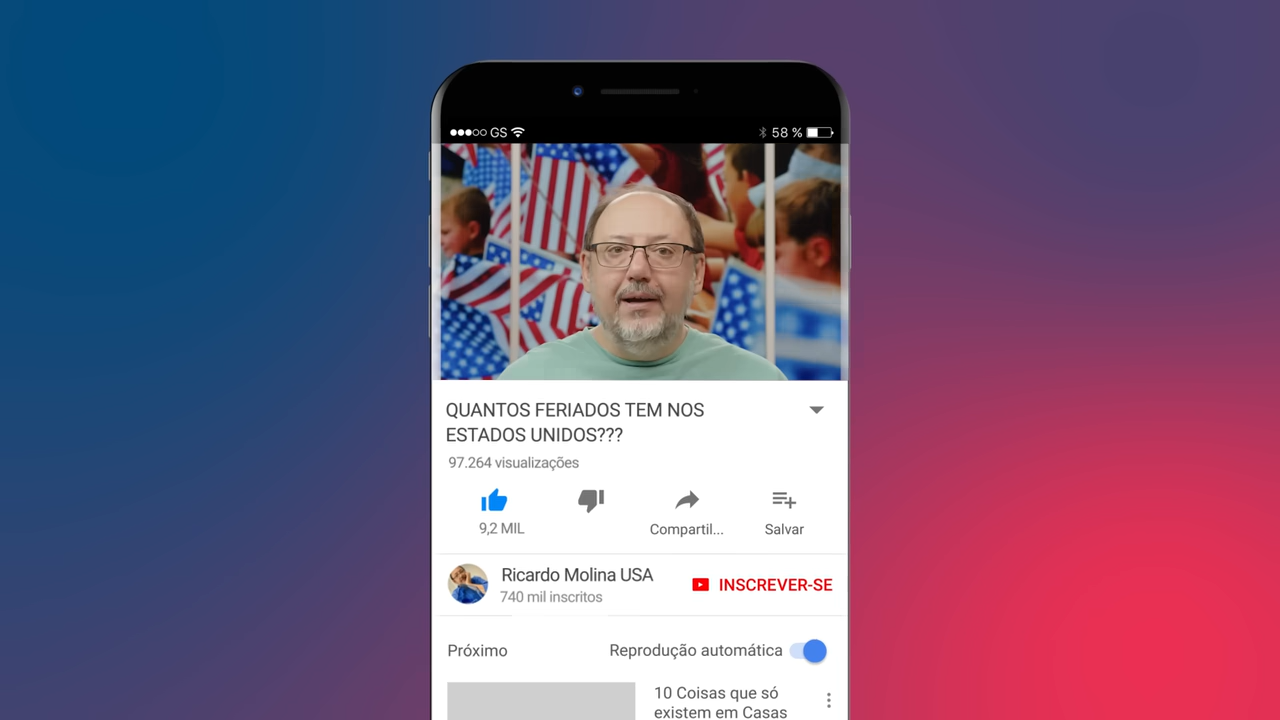 GS
58 %
QUANTOS FERIADOS TEM NOS
ESTADOS UNIDOS???
97.264 visualizações
9,2 MIL
Compartil...
Salvar
Ricardo Molina USA
INSCREVER-SE
740 mil inscritos
Próximo
Reprodução automática
10 Coisas que só
existem em Casas